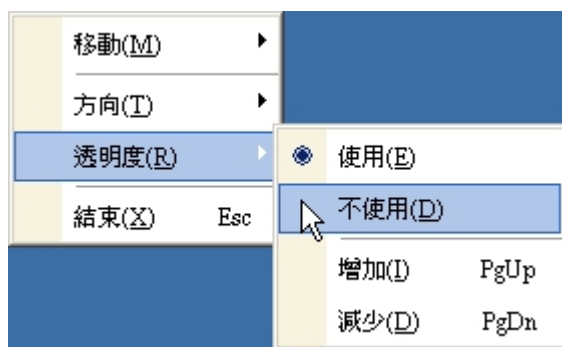 移動(M)
方向(T)
透明度(R)
結束(X) Esc
使用(E)
不使用(D)
增加(I) PgUp
減少(D) PgDn